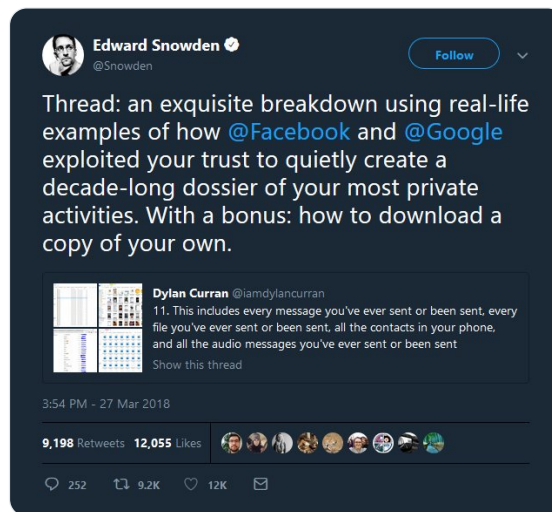 Edward Snowden
@Snowden
Follow
Thread: an exquisite breakdown using real-life
examples of how @Facebook and @Google
exploited your trust to quietly create a
decade-long dossier of your most private
activities. With a bonus: how to download a
copy of your own.
Dylan Curran @iamdylancurran
11. This includes every message you've ever sent or been sent, every
file you've ever sent or been sent, all the contacts in your phone,
and all the audio messages you've ever sent or been sent
Show this thread
3:54 PM - 27 Mar 2018
9,198 Retweets 12,055 Likes
252 9.2K 12K